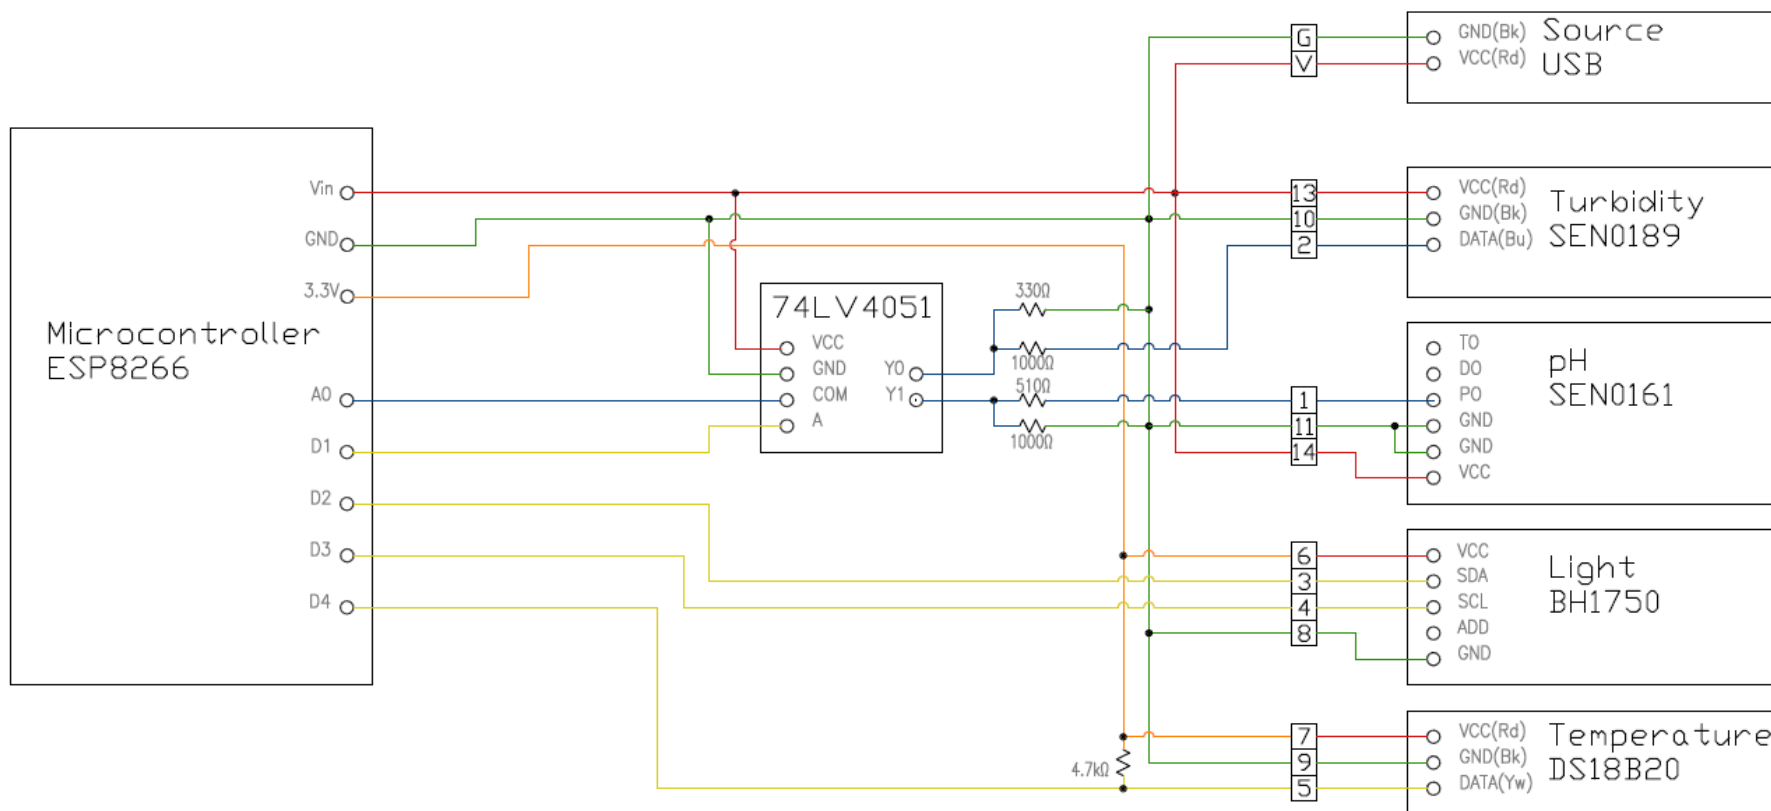 Source
USB
GND(Bk)
VCC(Rd)
G
V
Microcontroller
ESP8266
Vin
GND
3.3V
A0
D1
D2
D3
D4
74LV4051
VCC
GND
COM
A
Y0
Y1
330Ω
1000Ω
510Ω
1000Ω
4.7kΩ
13
10
2
VCC(Rd)
GND(Bk)
DATA(Bu)
Turbidity
SEN0189
1
11
14
TO
DO
PO
GND
GND
VCC
pH
SEN0161
6
3
4
8
VCC
SDA
SCL
ADD
GND
Light
BH1750
7
9
5
VCC(Rd)
GND(Bk)
DATA(Yw)
Temperature
DS18B20